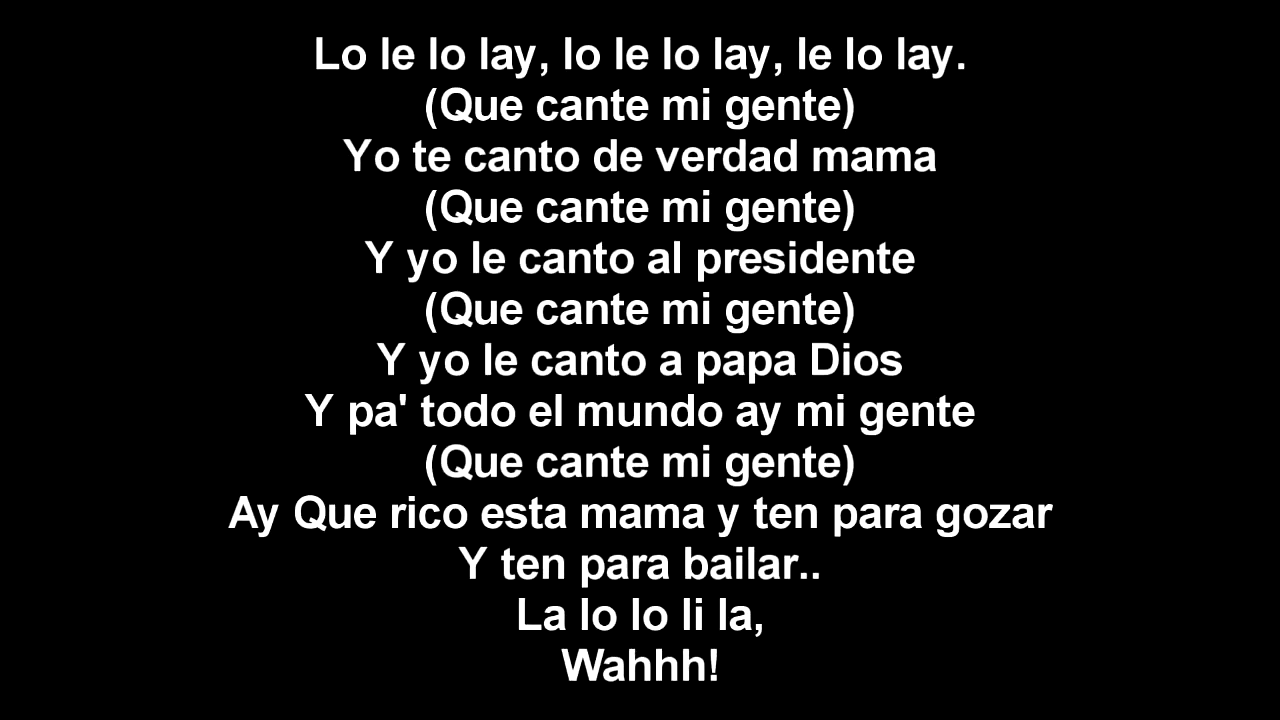 Lo le lo lay, lo le lo lay, le lo lay.
(Que cante mi gente)
Yo te canto de verdad mama
(Que cante mi gente)
Y yo le canto al presidente
(Que cante mi gente)
Y yo le canto a papa Dios
Y pa' todo el mundo ay mi gente
(Que cante mi gente)
Ay Que rico esta mama y ten para gozar
Y ten para bailar..
La lo lo li la,
Wahhh!